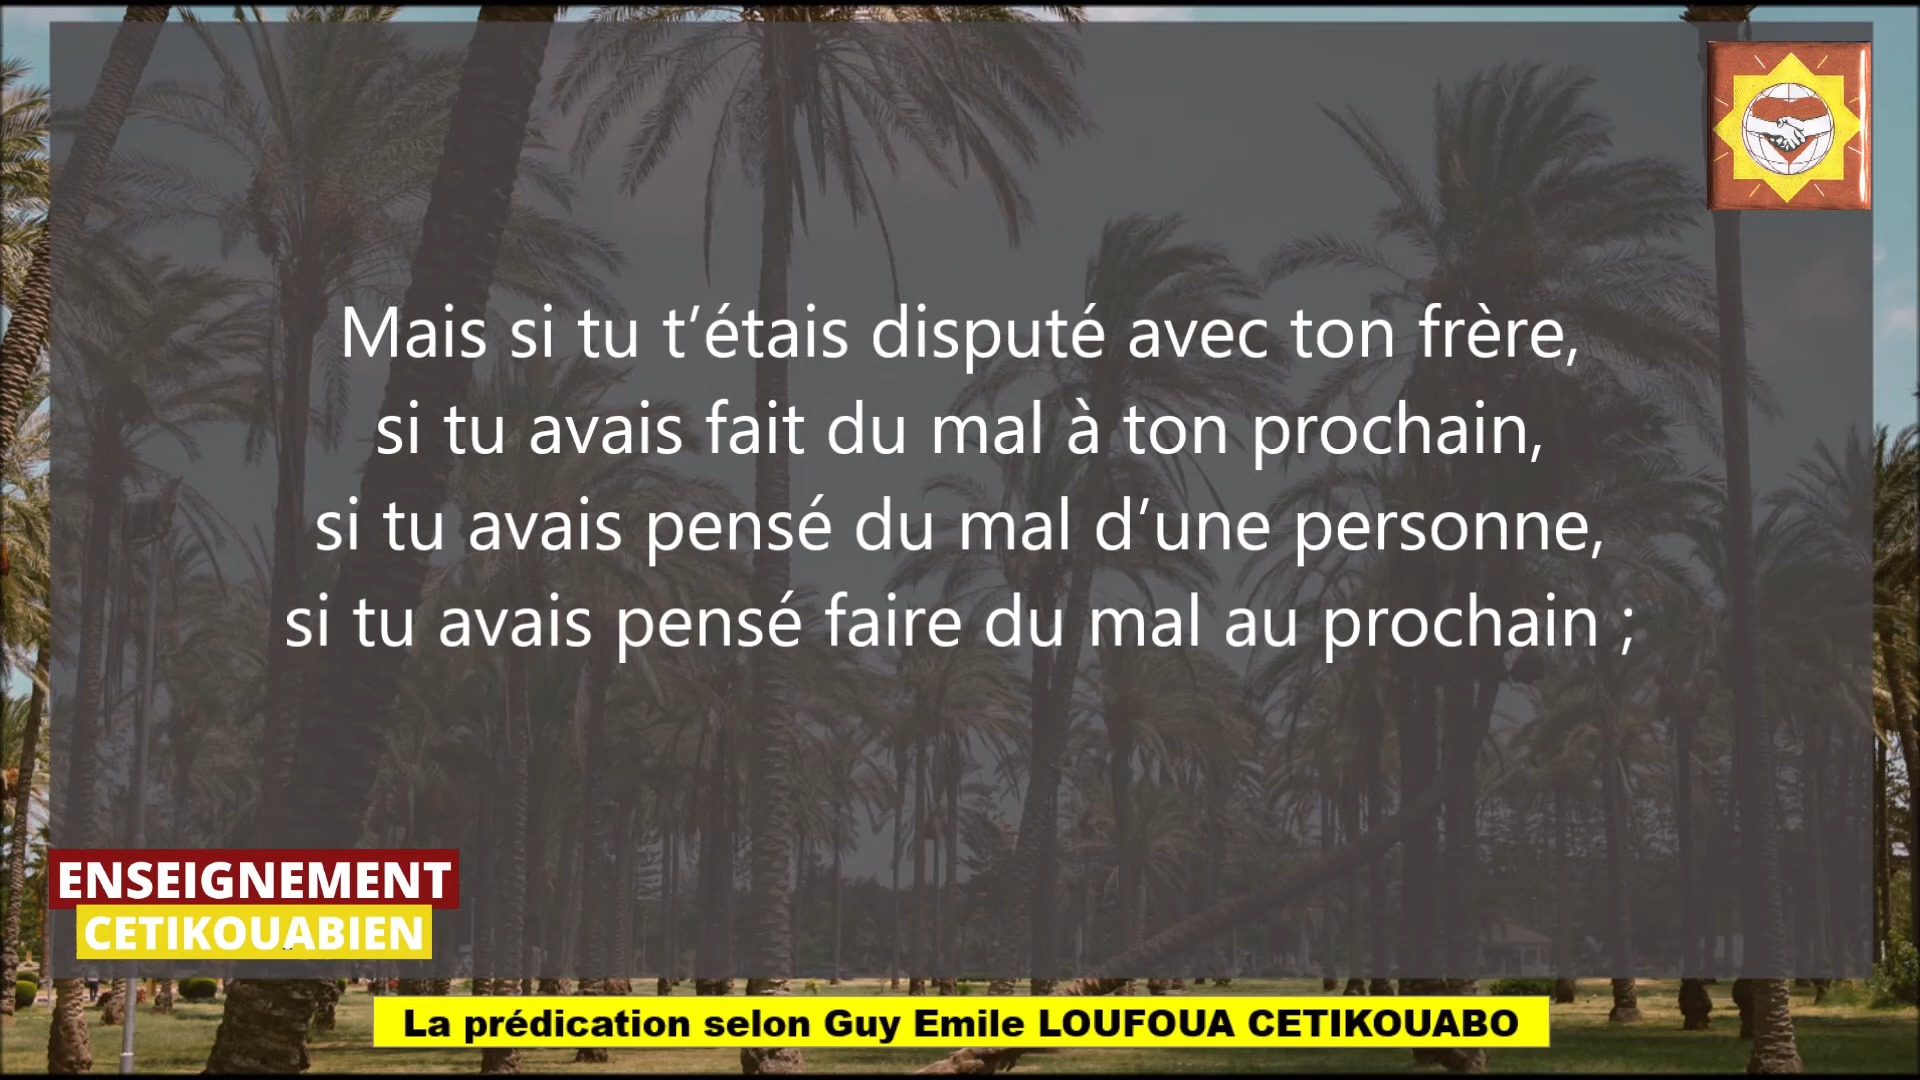 Mais si tu t’étais disputé avec ton frère,
si tu avais fait du mal à ton prochain,
si tu avais pensé du mal d’une personne,
si tu avais pensé faire du mal au prochain ;
ENSEIGNEMENT
CETIKOUABIEN
La prédication selon Guy Emile LOUFOUA CETIKOUABO